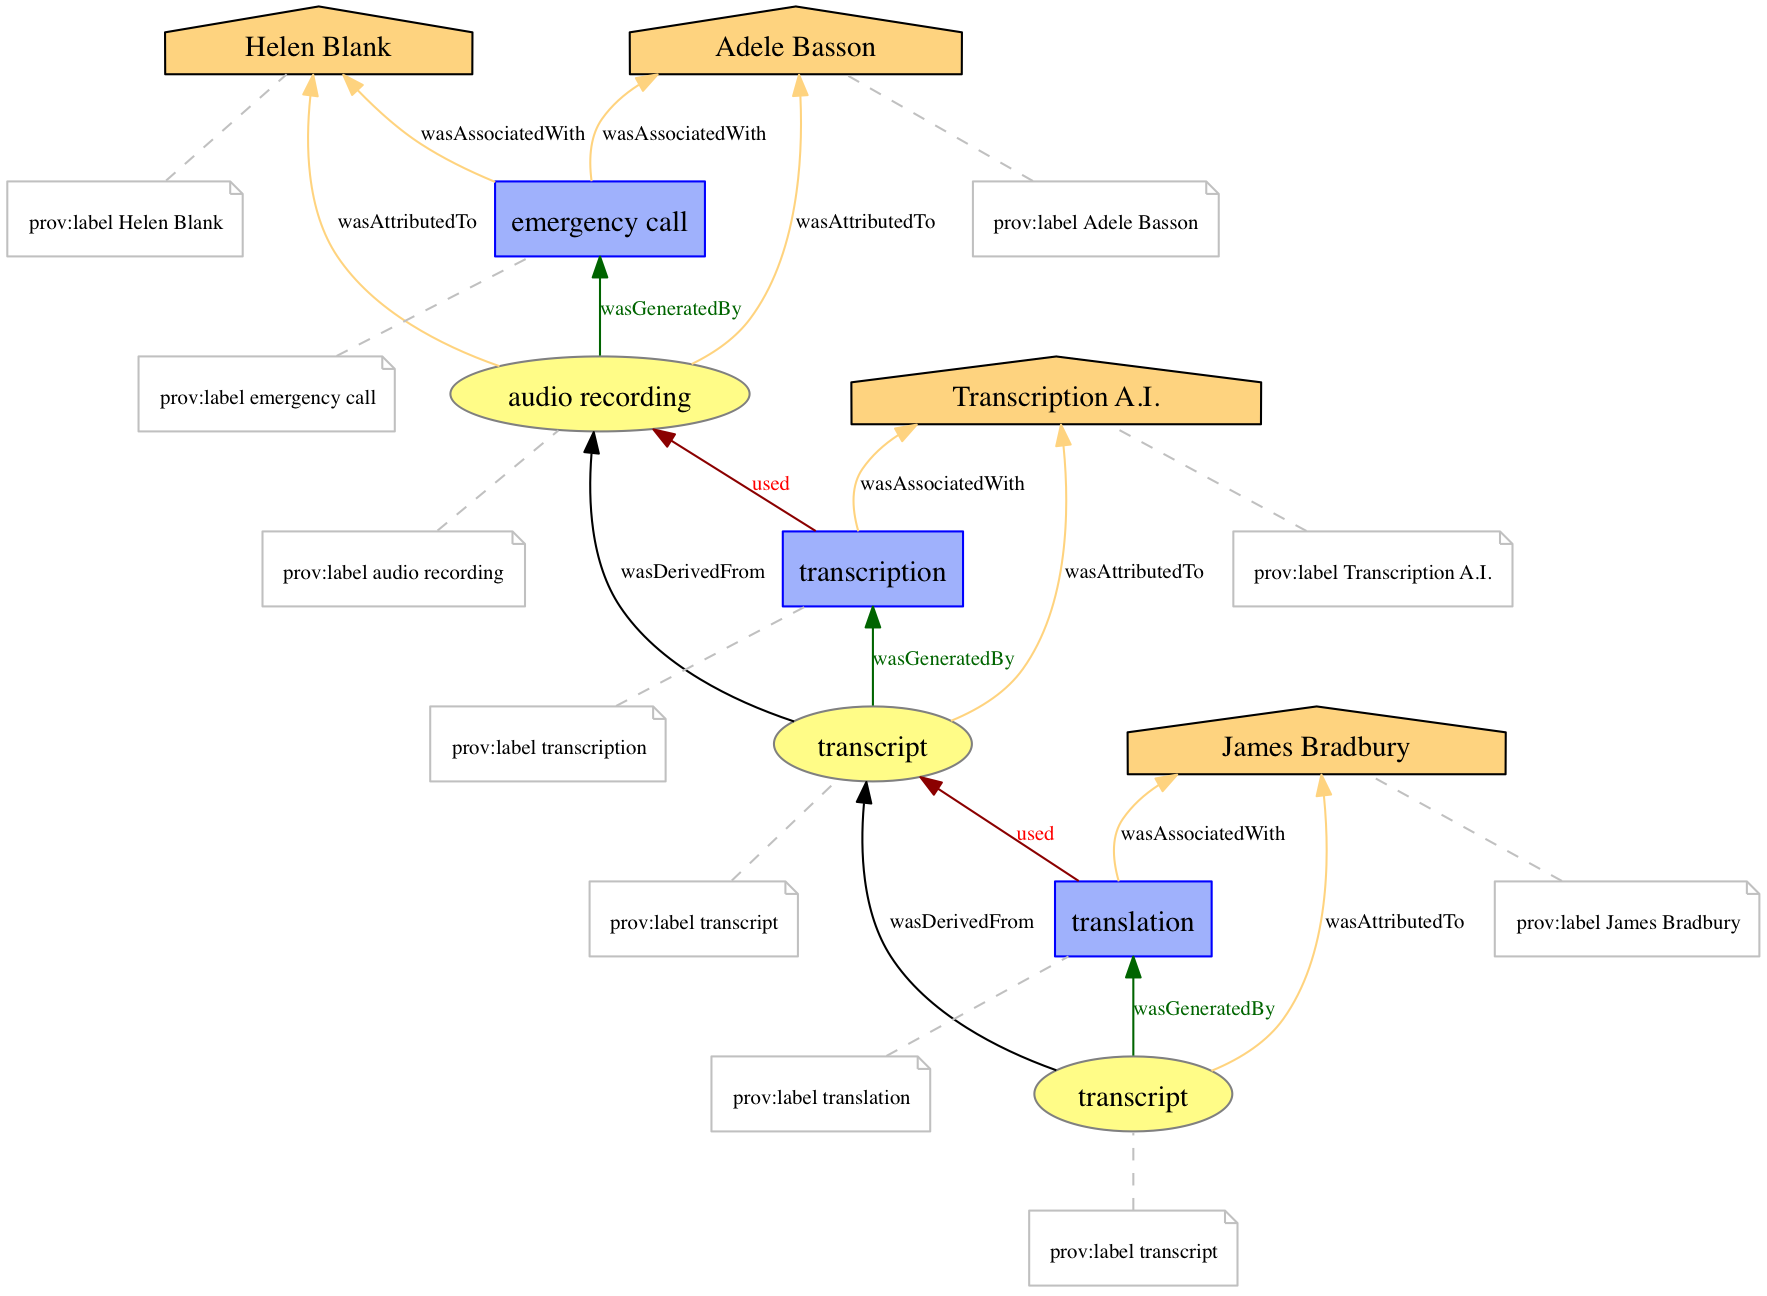 Helen Blank
Adele Basson
wasAssociatedWith
wasAssociatedWith
prov:label Helen Blank
wasAttributedTo
emergency call
wasAttributedTo
prov:label Adele Basson
wasGeneratedBy
prov:label emergency call
audio recording
Transcription A.I.
used
wasAssociatedWith
prov:label audio recording
wasDerivedFrom
transcription
wasAttributedTo
prov:label Transcription A.I.
wasGeneratedBy
prov:label transcription
transcript
James Bradbury
used
wasAssociatedWith
prov:label transcript
wasDerivedFrom
translation
wasAttributedTo
prov:label James Bradbury
wasGeneratedBy
prov:label translation
transcript
prov:label transcript